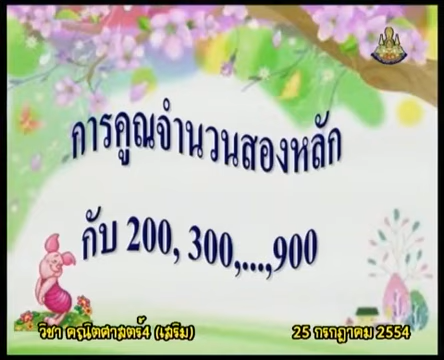 การคูณจำนวนสองหลัก
กับ 200, 300,...,900
วิชา คณิตศาสตร์4 (เสริม)
25 กรกฎาคม 2554